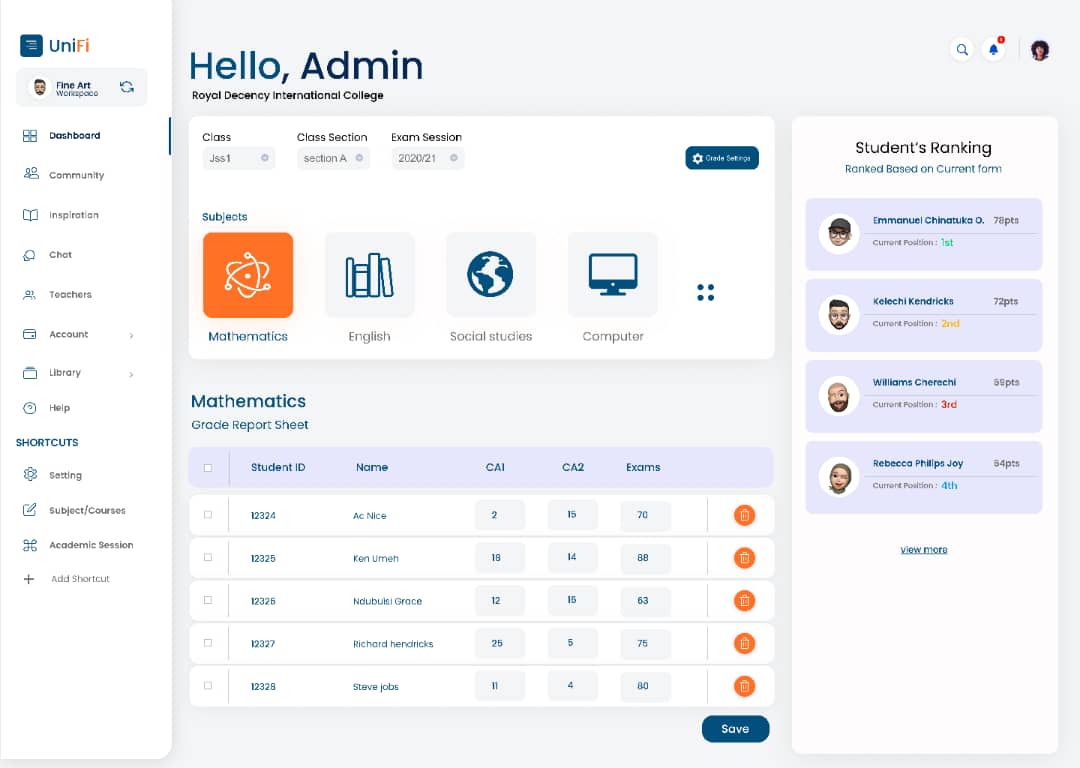 UniFi
Fine Art
Workspace
Dashboard
Community
Inspiration
Chat
Teachers
Account
Library
Help
SHORTCUTS
Setting
Subject/Courses
Academic Session
Add Shortcut
Hello, Admin
Royal Decency International College
Class Class Section Exam Session
Jss1 section A 2020/21 Grade Settings
Subjects
Mathematics English Social studies Computer
Mathematics
Grade Report Sheet
Student ID Name CA1 CA2 Exams
12324 Ac Nice 2 15 70
12325 Ken Umeh 18 14 88
12326 Ndubuisi Grace 12 15 63
12327 Richard hendricks 25 5 75
12328 Steve jobs 11 4 80
Save
Student's Ranking
Ranked Based on Current form
Emmanuel Chinatuka O. 78pts
Current Position : 1st
Kelechi Kendricks 72pts
Current Position : 2nd
Williams Cherechi 69pts
Current Position : 3rd
Rebecca Philips Joy 64pts
Current Position : 4th
view more